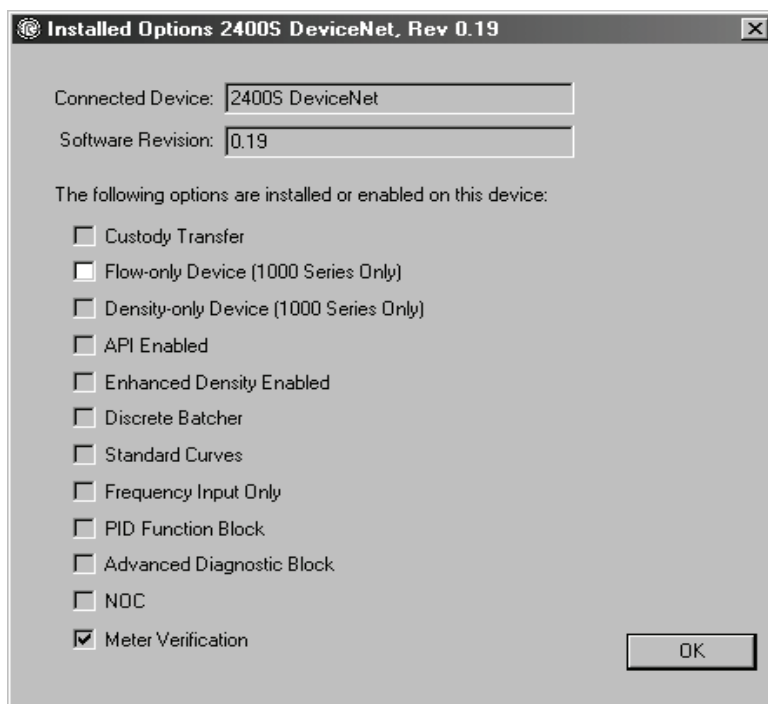 Installed Options 2400S DeviceNet, Rev 0.19
Connected Device: 2400S DeviceNet
Software Revision: 0.19
The following options are installed or enabled on this device:
Custody Transfer
Flow-only Device (1000 Series Only)
Density-only Device (1000 Series Only)
API Enabled
Enhanced Density Enabled
Discrete Batcher
Standard Curves
Frequency Input Only
PID Function Block
Advanced Diagnostic Block
NOC
Meter Verification
OK